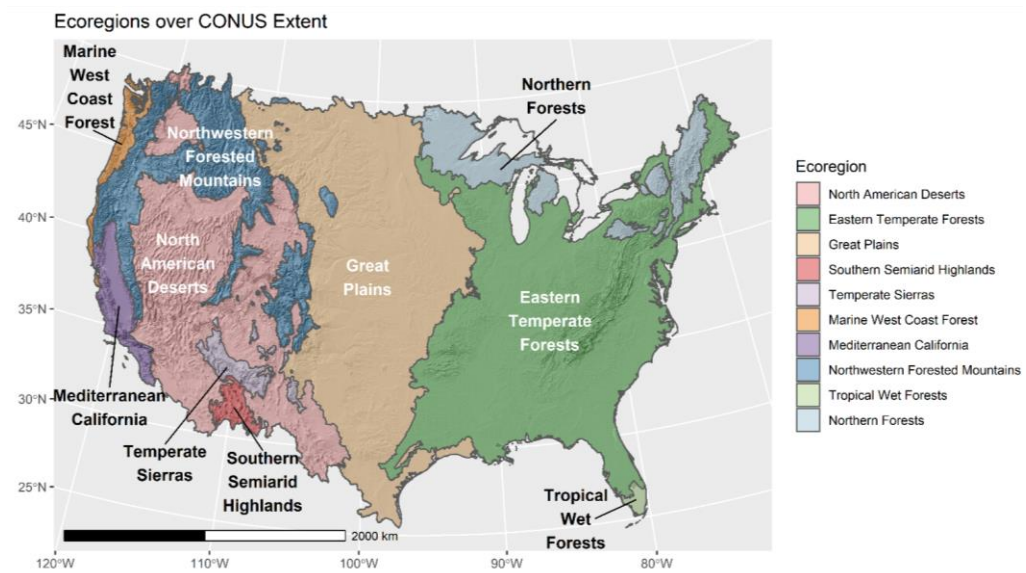 Ecoregions over CONUS Extent
Marine
West
Coast
Forest
Northern
Forests
Northwestern
Forested
Mountains
North
American
Deserts
Great
Plains
Eastern
Temperate
Forests
Mediterranean
California
Temperate
Sierras
Southern
Semiarid
Highlands
Tropical
Wet
Forests
45°N
40°N
35°N
30°N
25°N
2000 km
120°W
110°W
100°W
90°W
80°W
Ecoregion
North American Deserts
Eastern Temperate Forests
Great Plains
Southern Semiarid Highlands
Temperate Sierras
Marine West Coast Forest
Mediterranean California
Northwestern Forested Mountains
Tropical Wet Forests
Northern Forests